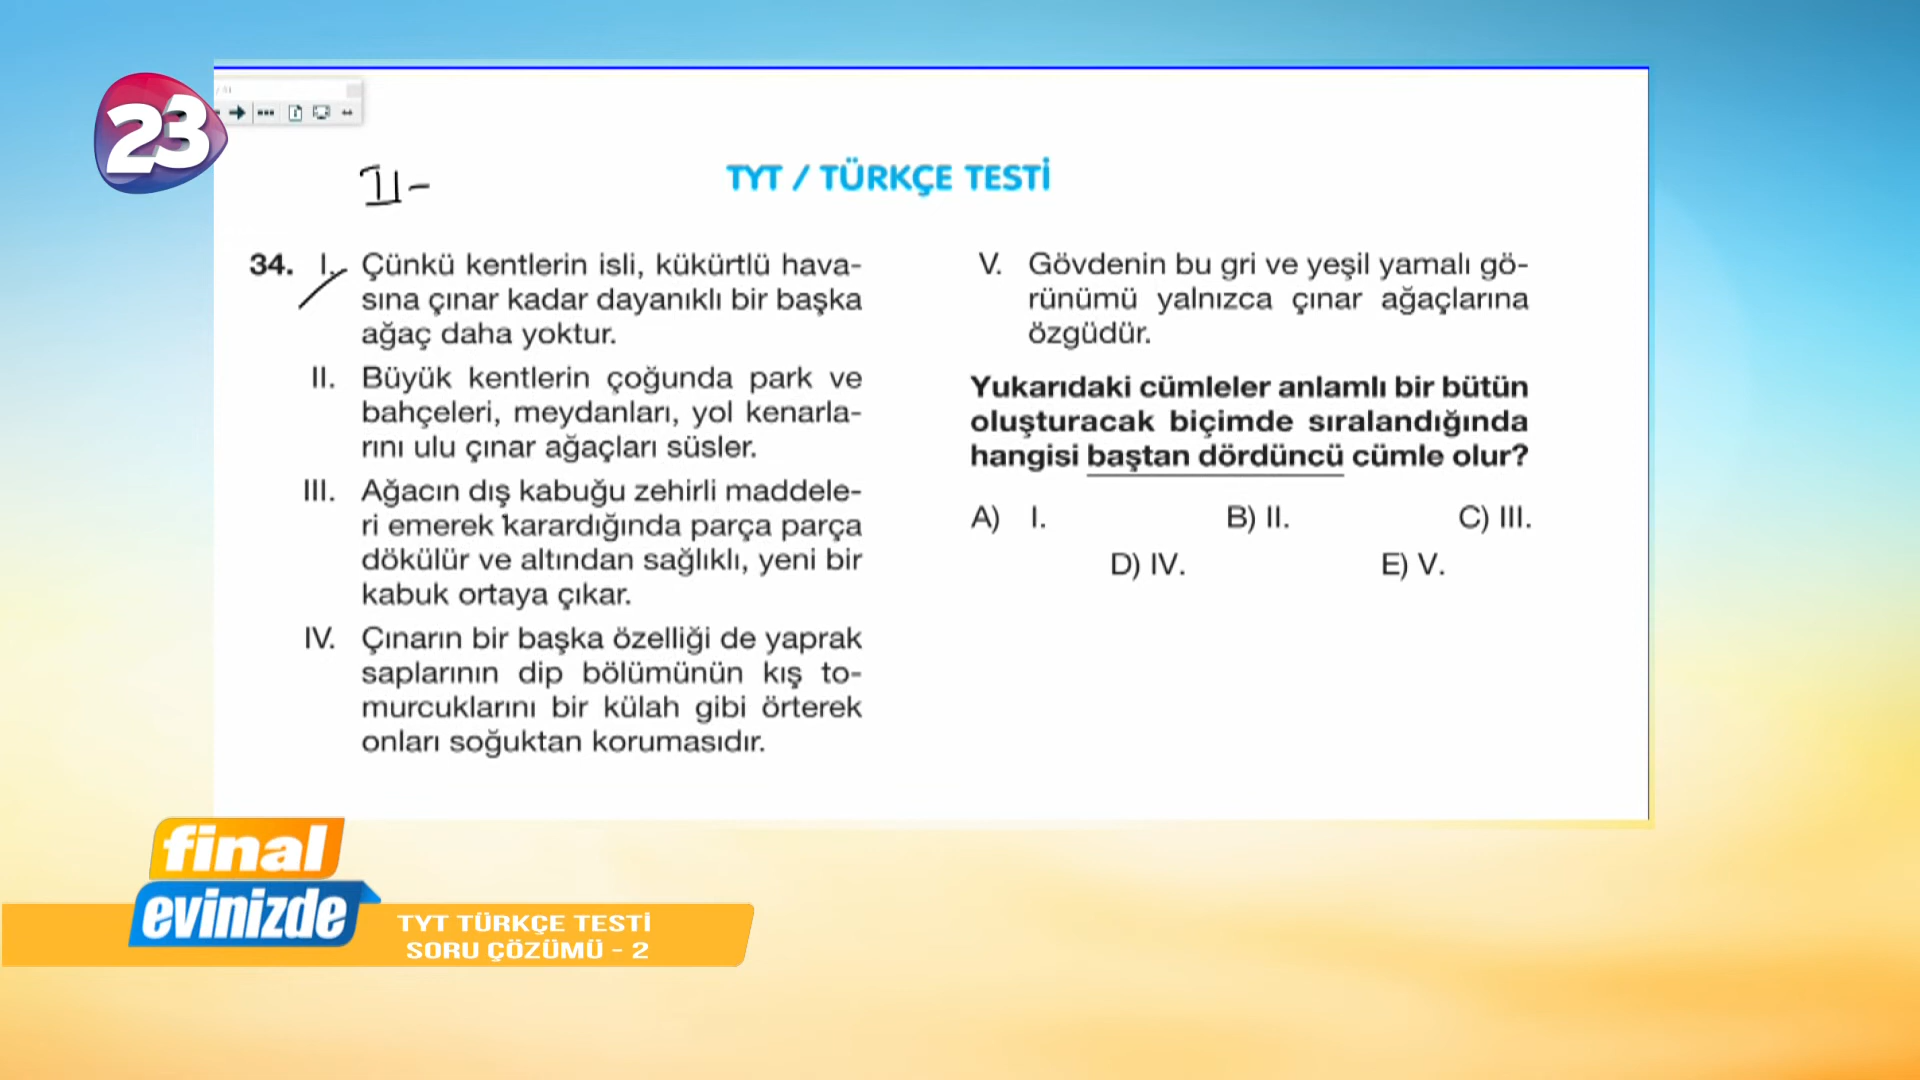 23
/ 51
II-
TYT / TÜRKÇE TESTİ
34. I. Çünkü kentlerin isli, kükürtlü hava-
sına çınar kadar dayanıklı bir başka
ağaç daha yoktur.
II. Büyük kentlerin çoğunda park ve
bahçeleri, meydanları, yol kenarla-
rını ulu çınar ağaçları süsler.
III. Ağacın dış kabuğu zehirli maddele-
ri emerek karardığında parça parça
dökülür ve altından sağlıklı, yeni bir
kabuk ortaya çıkar.
IV. Çınarın bir başka özelliği de yaprak
saplarının dip bölümünün kış to-
murcuklarını bir külah gibi örterek
onları soğuktan korumasıdır.
V. Gövdenin bu gri ve yeşil yamalı gö-
rünümü yalnızca çınar ağaçlarına
özgüdür.
Yukarıdaki cümleler anlamlı bir bütün
oluşturacak biçimde sıralandığında
hangisi baştan dördüncü cümle olur?
A) I. B) II. C) III.
D) IV. E) V.
final
evinizde
TYT TÜRKÇE TESTİ
SORU ÇÖZÜMÜ - 2